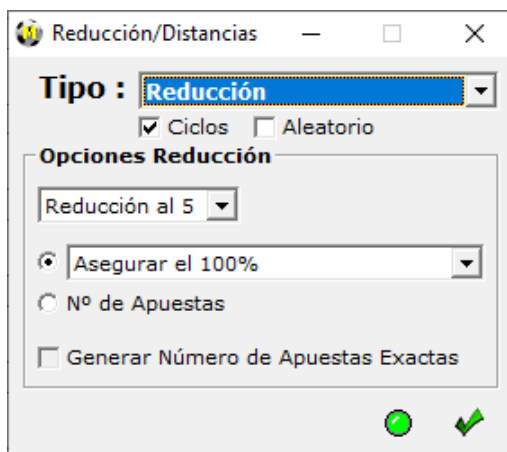 Reducción/Distancias
Tipo : Reducción
Ciclos Aleatorio
Opciones Reducción
Reducción al 5
Asegurar el 100%
Nº de Apuestas
Generar Número de Apuestas Exactas